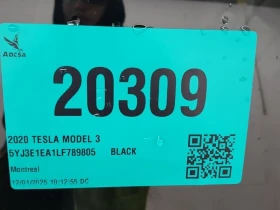 ADESA
20309
2020 TESLA MODEL 3
5YJ3E1EA1LF789805 BLACK
Montreal